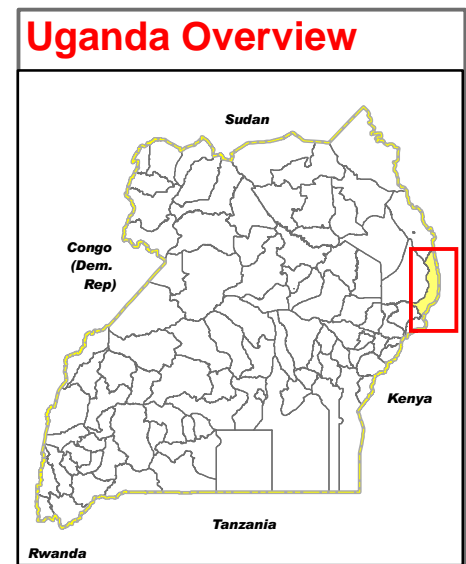 Uganda Overview
Sudan
Congo
(Dem.
Rep)
Kenya
Tanzania
Rwanda